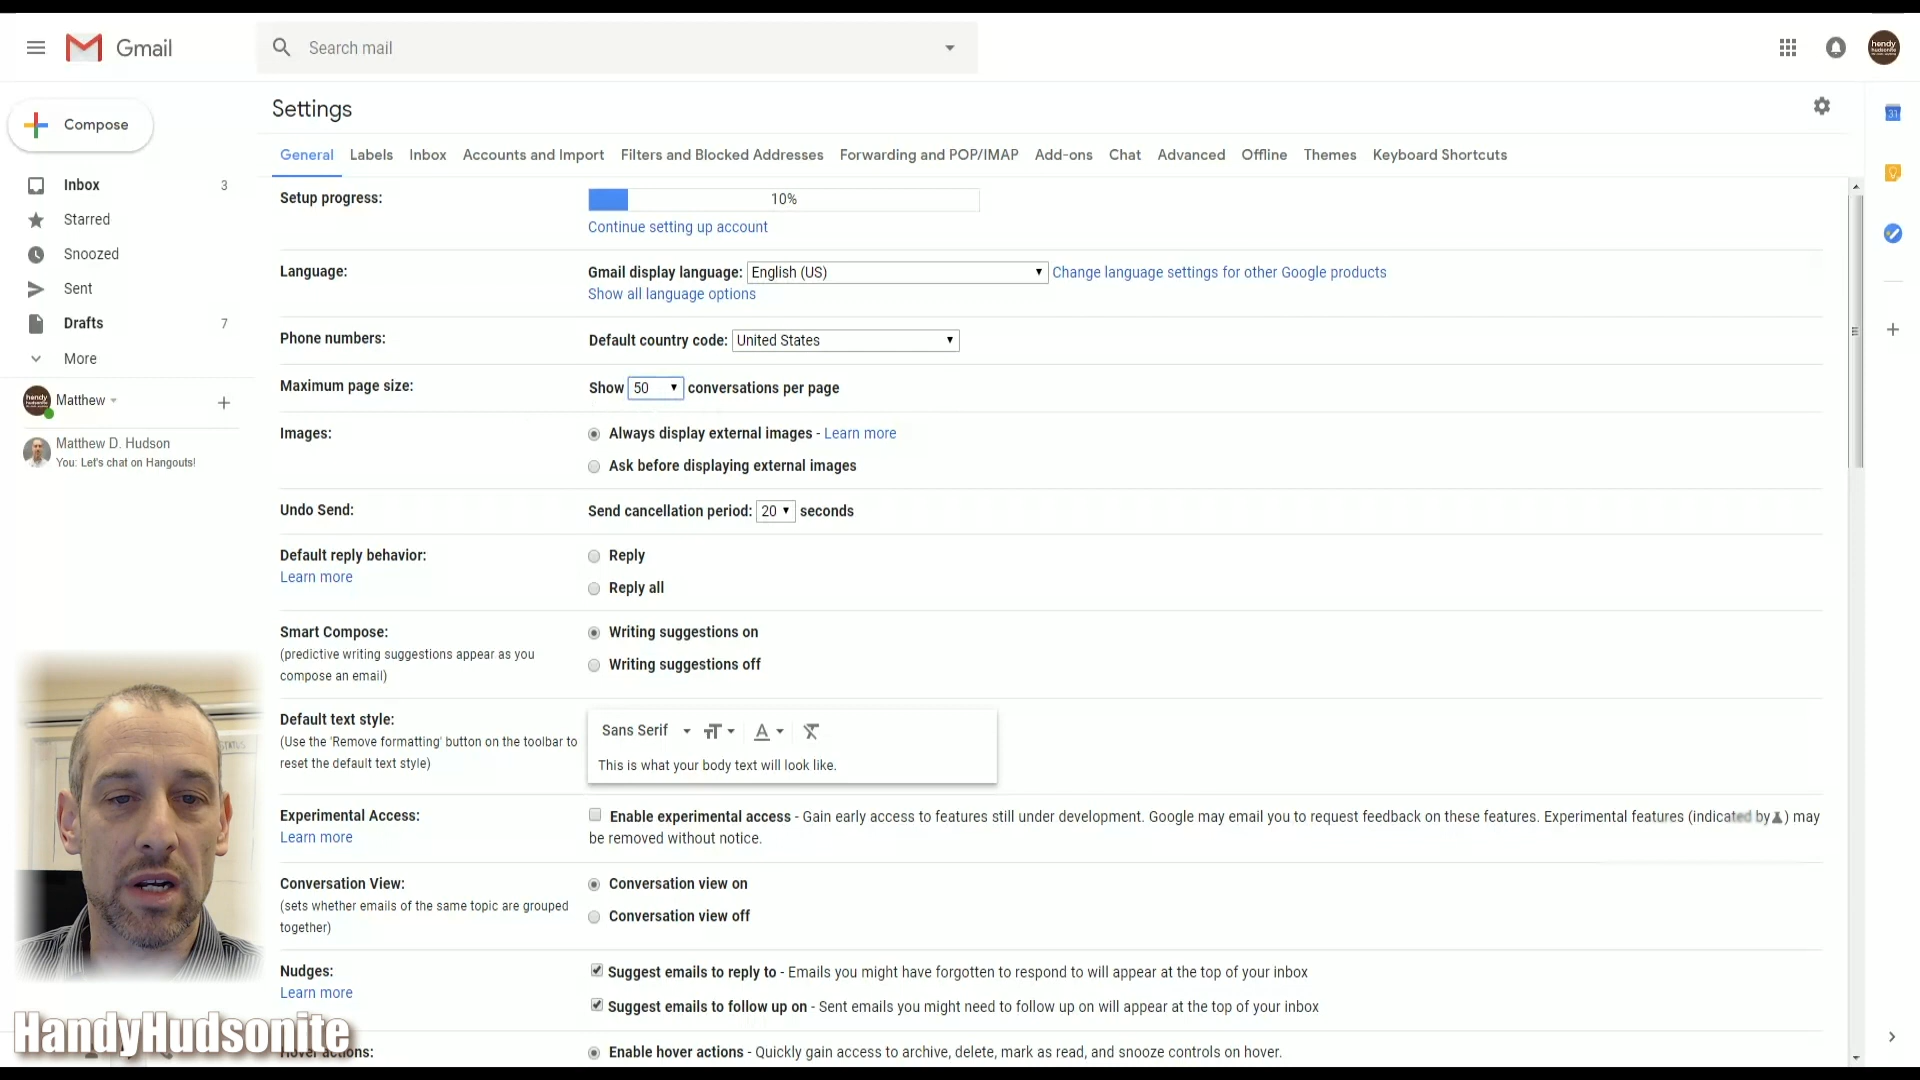 Gmail
Search mail
Compose
Inbox 3
Starred
Snoozed
Sent
Drafts 7
More
Matthew
Matthew D. Hudson
You: Let's chat on Hangouts!
Settings
General Labels Inbox Accounts and Import Filters and Blocked Addresses Forwarding and POP/IMAP Add-ons Chat Advanced Offline Themes Keyboard Shortcuts
Setup progress: 10%
Continue setting up account
Language: Gmail display language: English (US) Change language settings for other Google products
Show all language options
Phone numbers: Default country code: United States
Maximum page size: Show 50 conversations per page
Images: Always display external images - Learn more
Ask before displaying external images
Undo Send: Send cancellation period: 20 seconds
Default reply behavior: Reply
Learn more
Reply all
Smart Compose: Writing suggestions on
(predictive writing suggestions appear as you
compose an email)
Writing suggestions off
Default text style:
(Use the 'Remove formatting' button on the toolbar to
reset the default text style)
Sans Serif
This is what your body text will look like.
Experimental Access: Enable experimental access - Gain early access to features still under development. Google may email you to request feedback on these features. Experimental features (indicated by ) may
Learn more be removed without notice.
Conversation View: Conversation view on
(sets whether emails of the same topic are grouped
together)
Conversation view off
Nudges: Suggest emails to reply to - Emails you might have forgotten to respond to will appear at the top of your inbox
Learn more
Suggest emails to follow up on - Sent emails you might need to follow up on will appear at the top of your inbox
Hover actions: Enable hover actions - Quickly gain access to archive, delete, mark as read, and snooze controls on hover.
HandyHudsonite
31